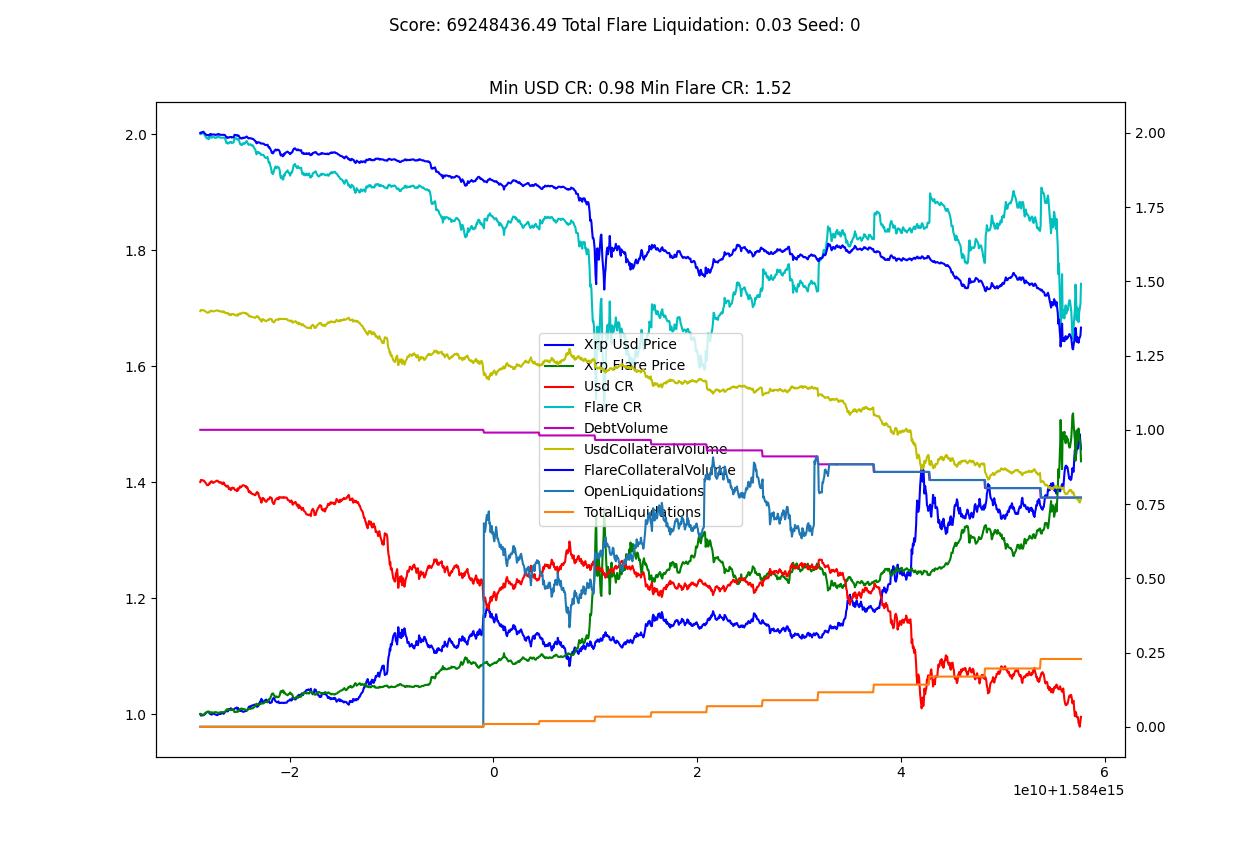 Score: 69248436.49 Total Flare Liquidation: 0.03 Seed: 0
Min USD CR: 0.98 Min Flare CR: 1.52
2.0
1.8
1.6
1.4
1.2
1.0
2.00
1.75
1.50
1.25
1.00
0.75
0.50
0.25
0.00
Xrp Usd Price
Xrp Flare Price
Usd CR
Flare CR
DebtVolume
UsdCollateralVolume
FlareCollateralVolume
OpenLiquidations
TotalLiquidations
−2
0
2
4
6
1e10+1.584e15